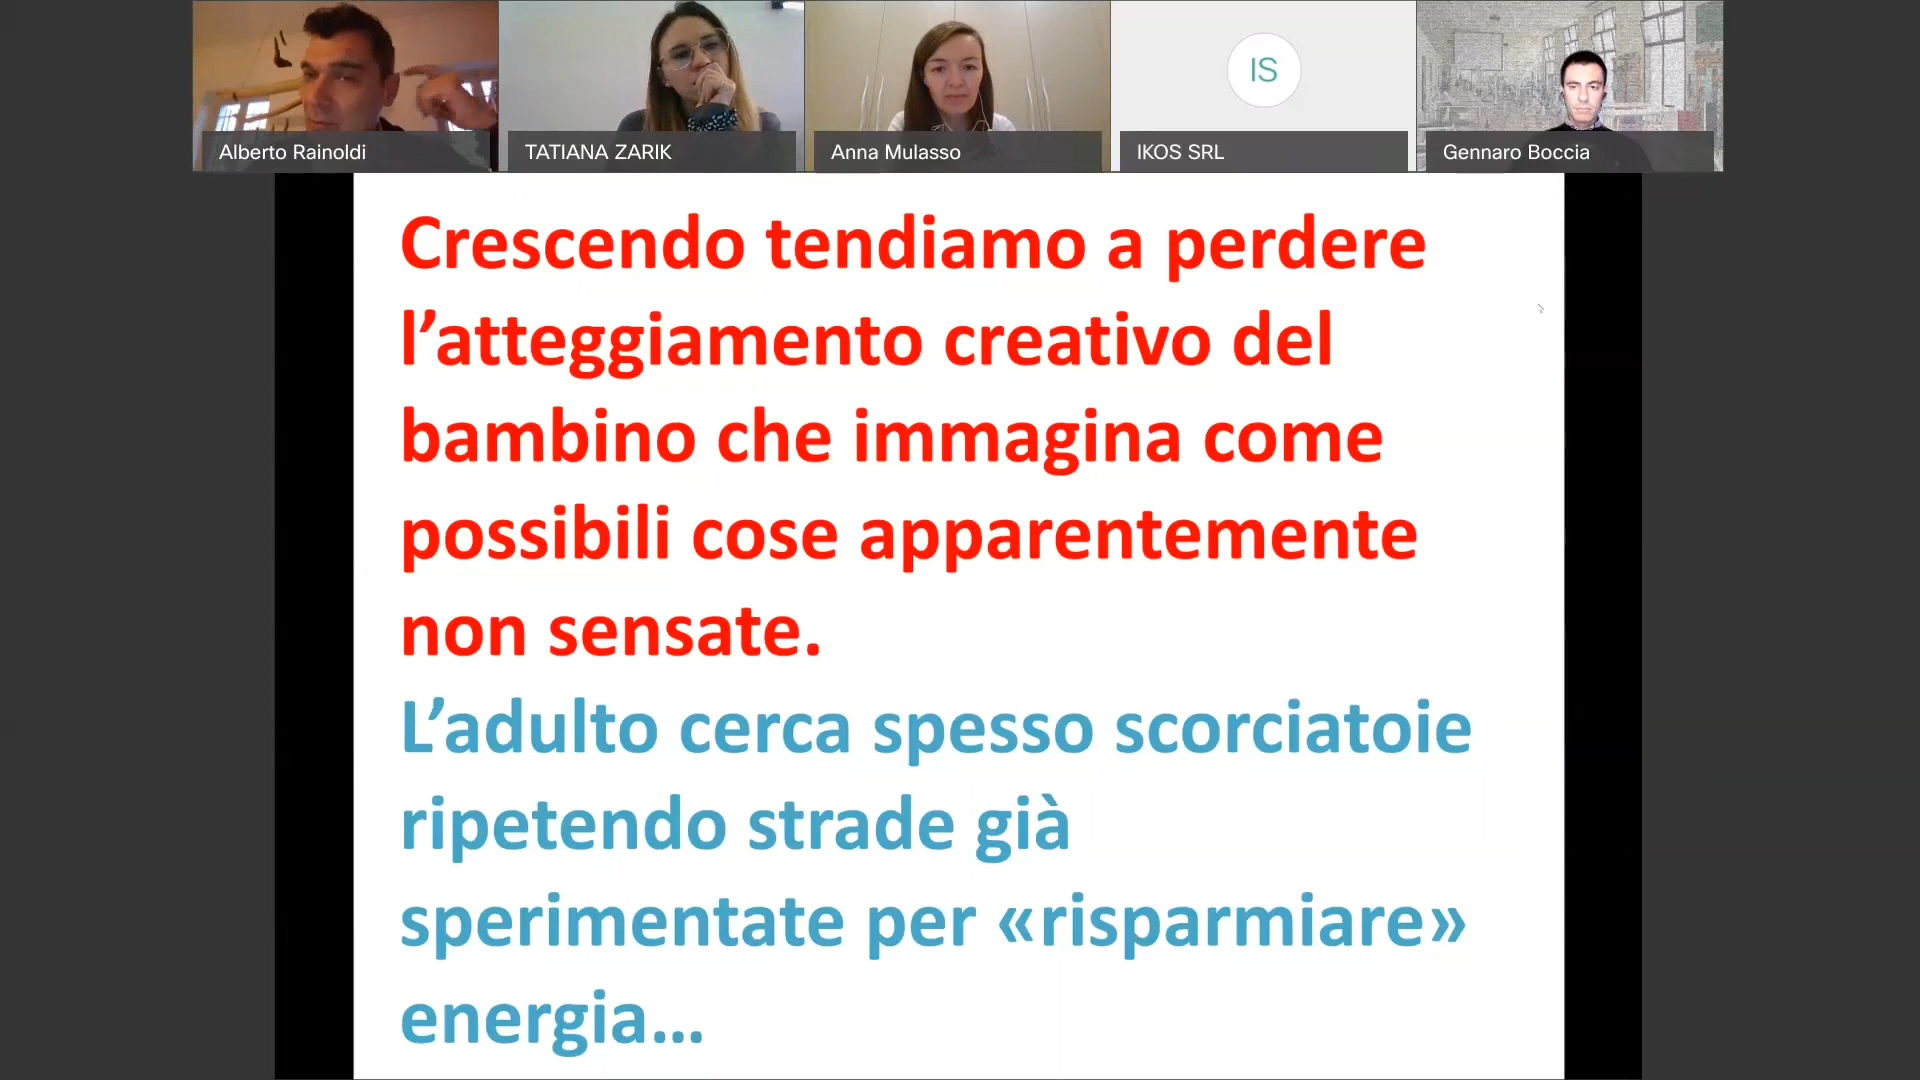 Alberto Rainoldi
TATIANA ZARIK
Anna Mulasso
IS
IKOS SRL
Gennaro Boccia
Crescendo tendiamo a perdere
l’atteggiamento creativo del
bambino che immagina come
possibili cose apparentemente
non sensate.
L’adulto cerca spesso scorciatoie
ripetendo strade già
sperimentate per «risparmiare»
energia...